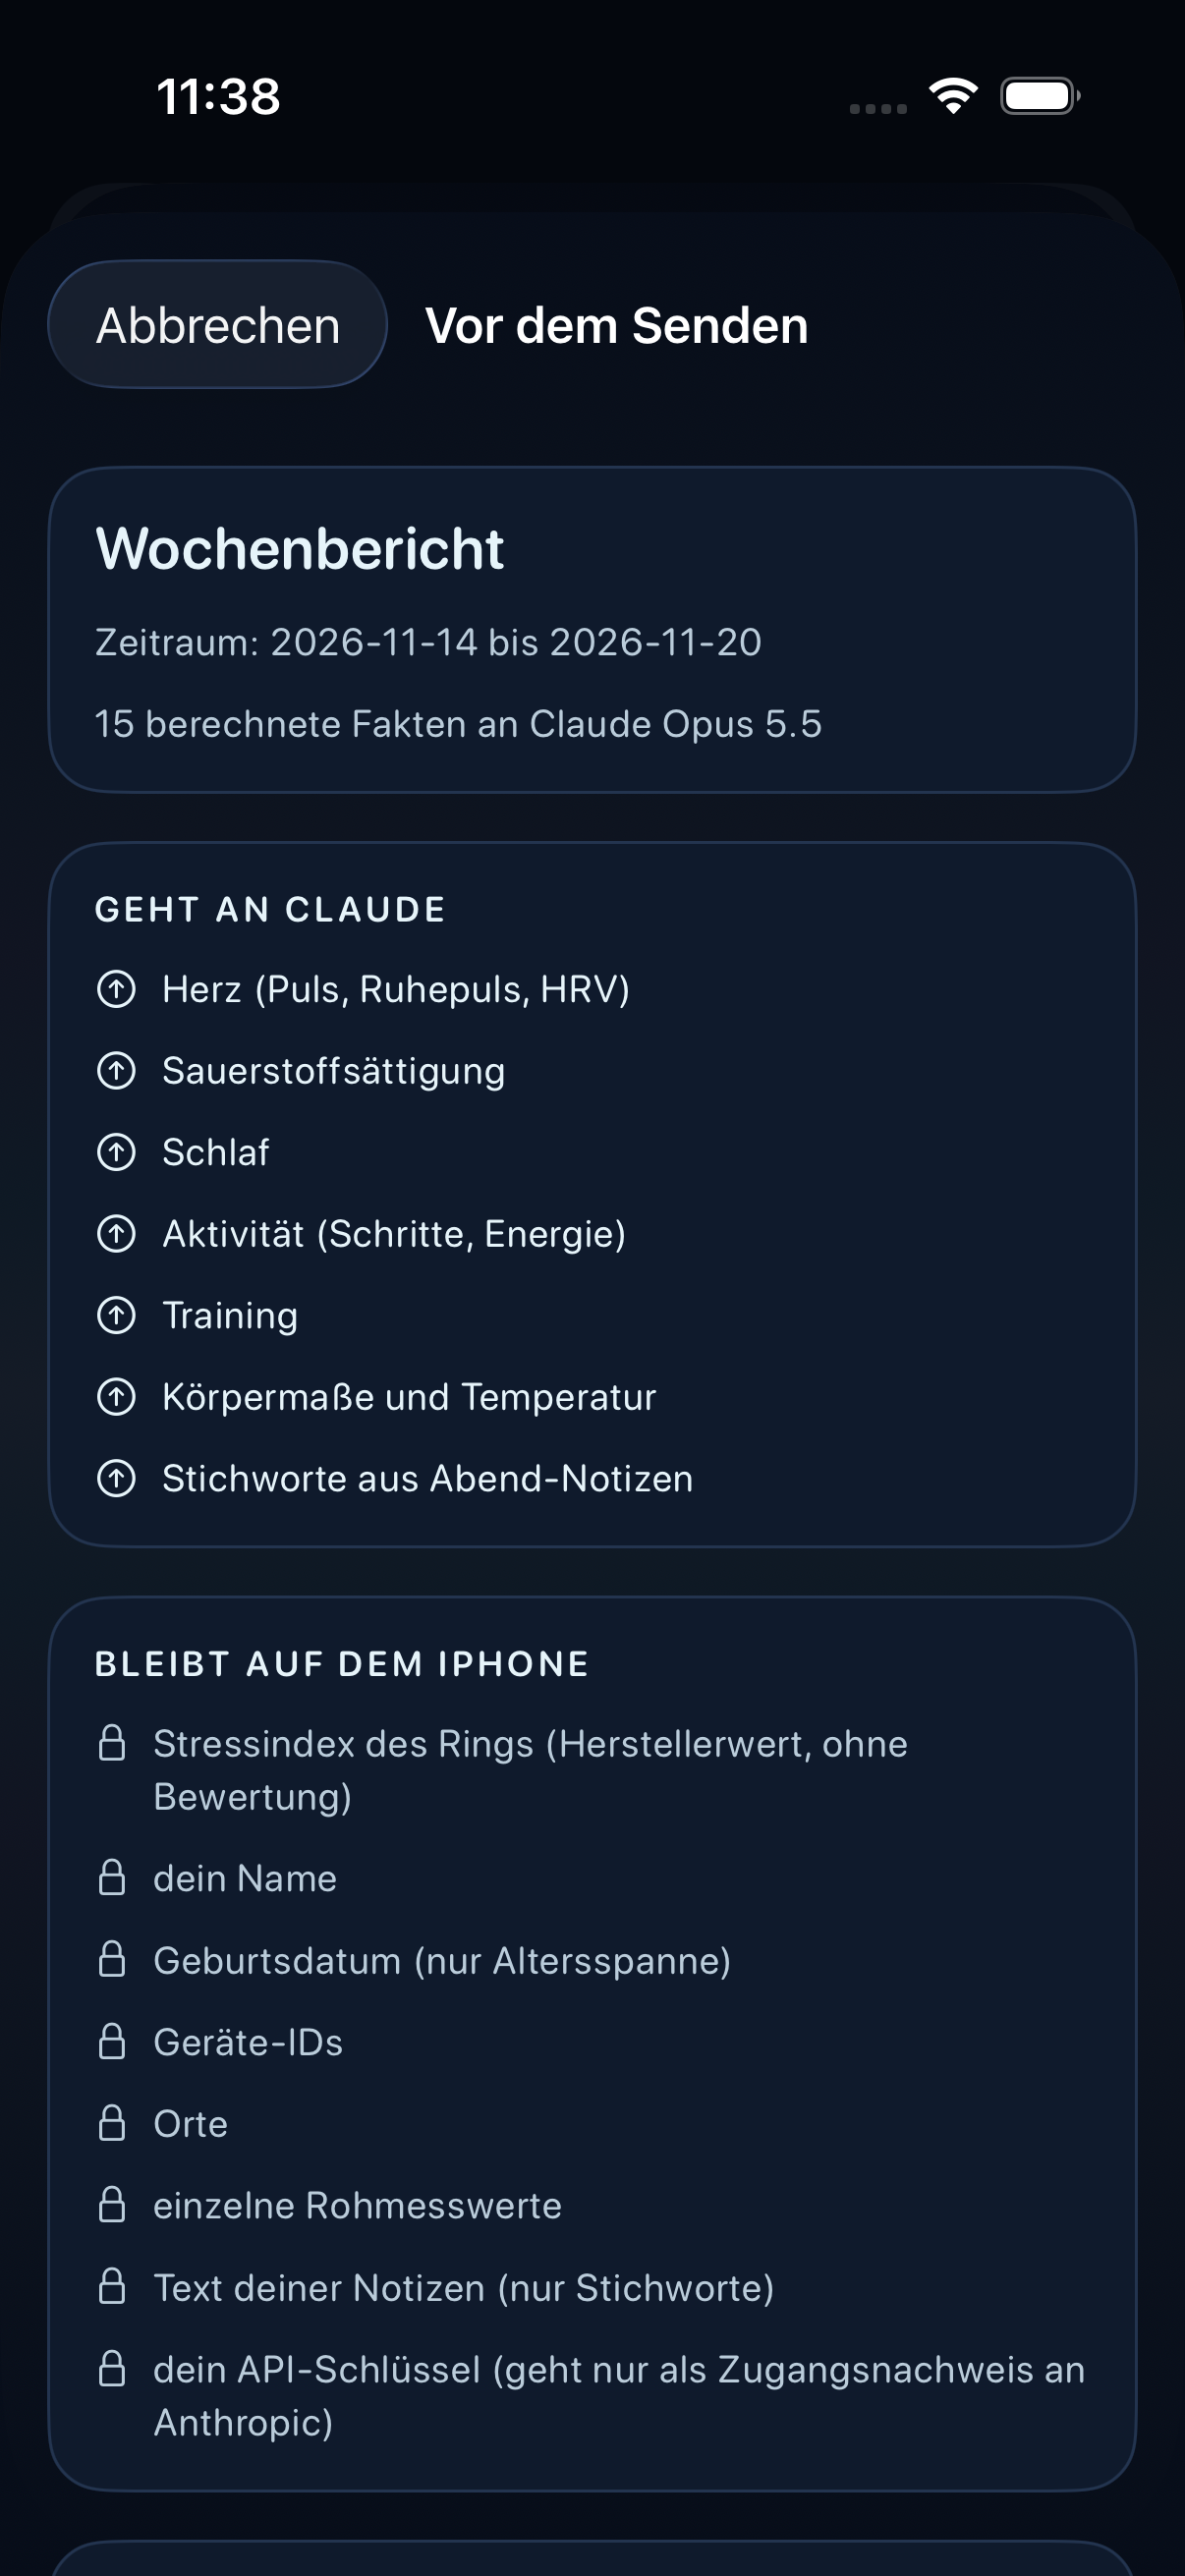 11:38
Abbrechen
Vor dem Senden
Wochenbericht
Zeitraum: 2026-11-14 bis 2026-11-20
15 berechnete Fakten an Claude Opus 5.5
GEHT AN CLAUDE
Herz (Puls, Ruhepuls, HRV)
Sauerstoffsättigung
Schlaf
Aktivität (Schritte, Energie)
Training
Körpermaße und Temperatur
Stichworte aus Abend-Notizen
BLEIBT AUF DEM IPHONE
Stressindex des Rings (Herstellerwert, ohne
Bewertung)
dein Name
Geburtsdatum (nur Altersspanne)
Geräte-IDs
Orte
einzelne Rohmesswerte
Text deiner Notizen (nur Stichworte)
dein API-Schlüssel (geht nur als Zugangsnachweis an
Anthropic)